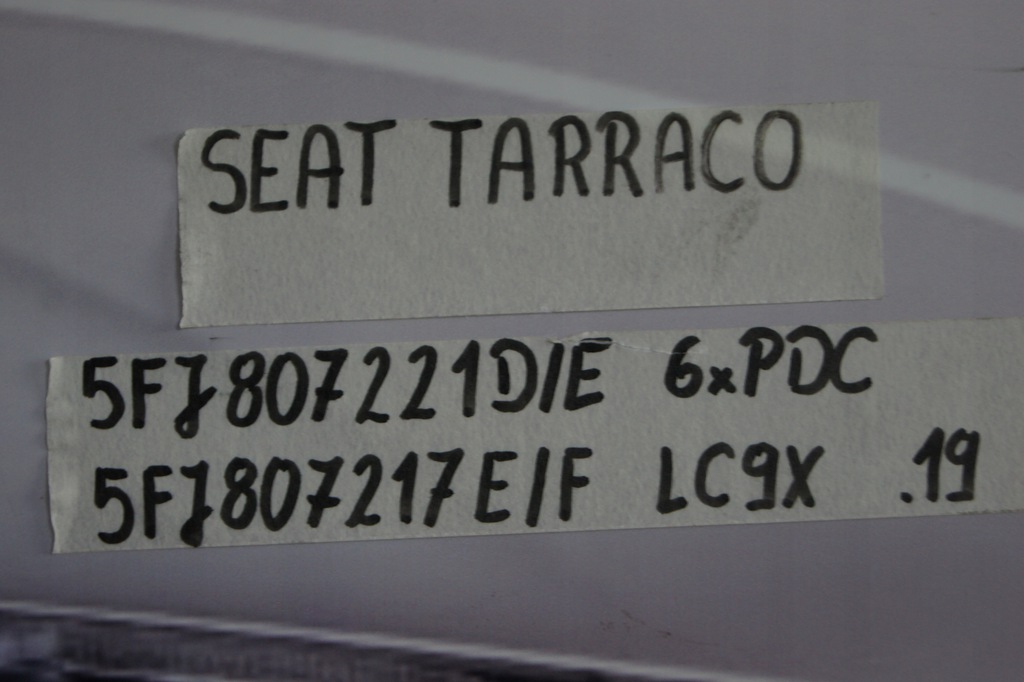 SEAT TARRACO
5FJ807221D/E 6xPDC
5FJ807217E/F LC9X .19